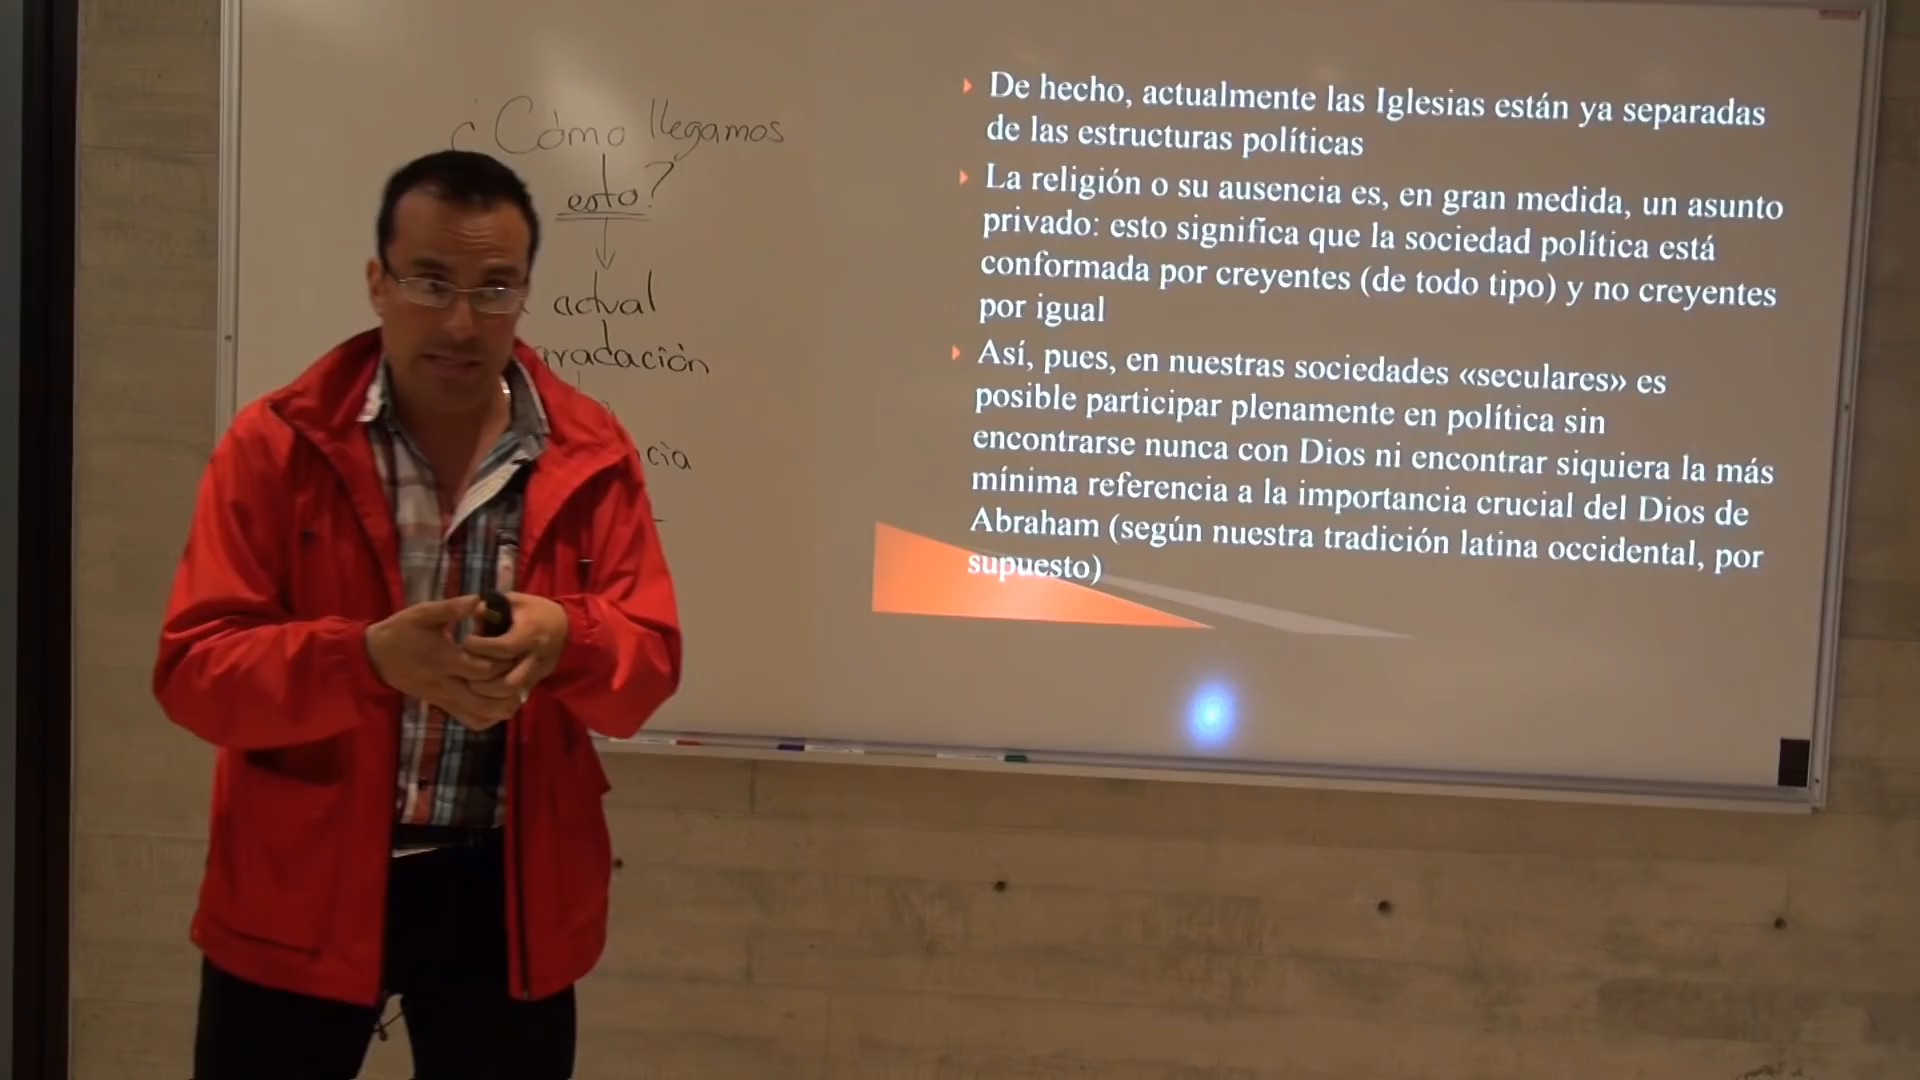 ¿Cómo llegamos
esto?
actual
gradación
cia
De hecho, actualmente las Iglesias están ya separadas
de las estructuras políticas
La religión o su ausencia es, en gran medida, un asunto
privado: esto significa que la sociedad política está
conformada por creyentes (de todo tipo) y no creyentes
por igual
Así, pues, en nuestras sociedades «seculares» es
posible participar plenamente en política sin
encontrarse nunca con Dios ni encontrar siquiera la más
mínima referencia a la importancia crucial del Dios de
Abraham (según nuestra tradición latina occidental, por
supuesto)